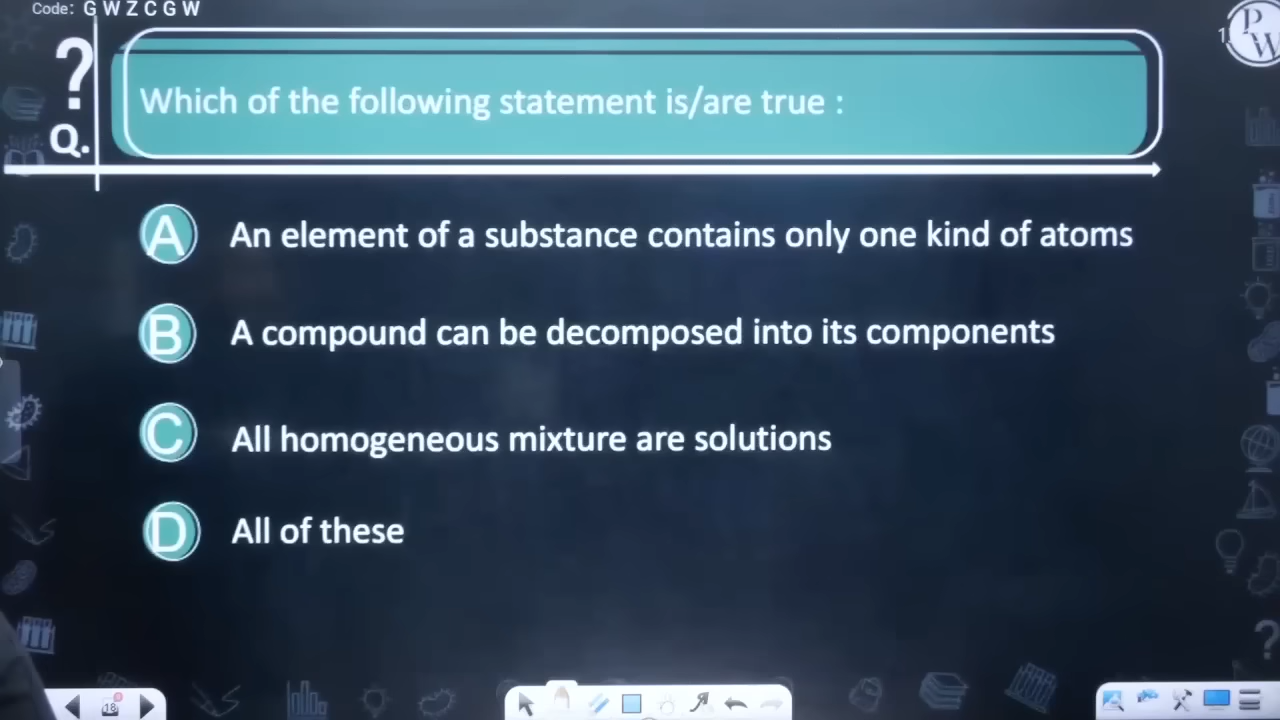 Code: G W Z C G W
P
W
?
Q.
Which of the following statement is/are true :
A An element of a substance contains only one kind of atoms
B A compound can be decomposed into its components
C All homogeneous mixture are solutions
D All of these
18